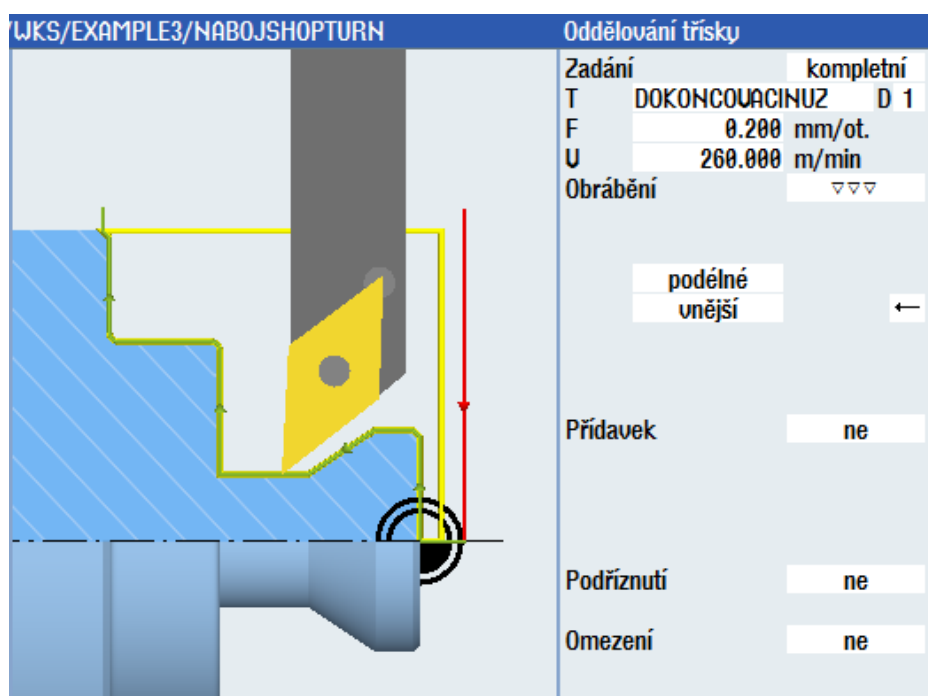 /WKS/EXAMPLE3/NABOJSHOPTURN
Oddělování třísky
Zadání kompletní
T DOKONCOVACINUZ D 1
F 0.200 mm/ot.
V 260.000 m/min
Obrábění ▽▽▽
podélné
vnější ←
Přídavek ne
Podříznutí ne
Omezení ne